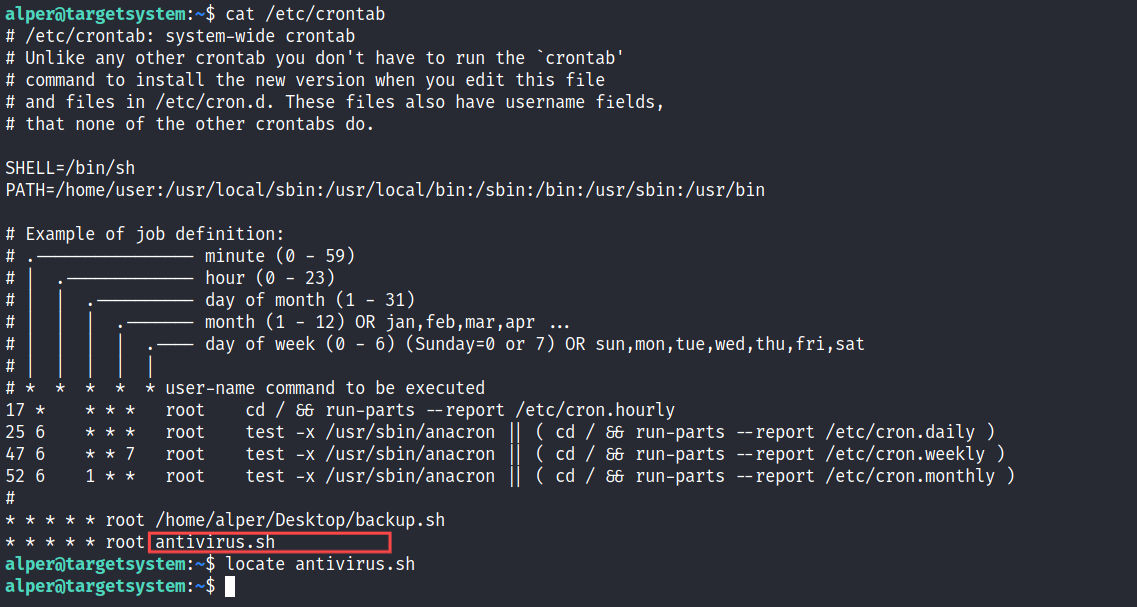 alper@targetsystem:~$ cat /etc/crontab
# /etc/crontab: system-wide crontab
# Unlike any other crontab you don't have to run the `crontab'
# command to install the new version when you edit this file
# and files in /etc/cron.d. These files also have username fields,
# that none of the other crontabs do.

SHELL=/bin/sh
PATH=/home/user:/usr/local/sbin:/usr/local/bin:/sbin:/bin:/usr/sbin:/usr/bin

# Example of job definition:
# .---------------- minute (0 - 59)
# |  .------------- hour (0 - 23)
# |  |  .---------- day of month (1 - 31)
# |  |  |  .------- month (1 - 12) OR jan,feb,mar,apr ...
# |  |  |  |  .---- day of week (0 - 6) (Sunday=0 or 7) OR sun,mon,tue,wed,thu,fri,sat
# |  |  |  |  |
# *  *  *  *  * user-name command to be executed
17 *    * * *   root    cd / && run-parts --report /etc/cron.hourly
25 6    * * *   root    test -x /usr/sbin/anacron || ( cd / && run-parts --report /etc/cron.daily )
47 6    * * 7   root    test -x /usr/sbin/anacron || ( cd / && run-parts --report /etc/cron.weekly )
52 6    1 * *   root    test -x /usr/sbin/anacron || ( cd / && run-parts --report /etc/cron.monthly )
#
* * * * * root /home/alper/Desktop/backup.sh
* * * * * root antivirus.sh
alper@targetsystem:~$ locate antivirus.sh
alper@targetsystem:~$